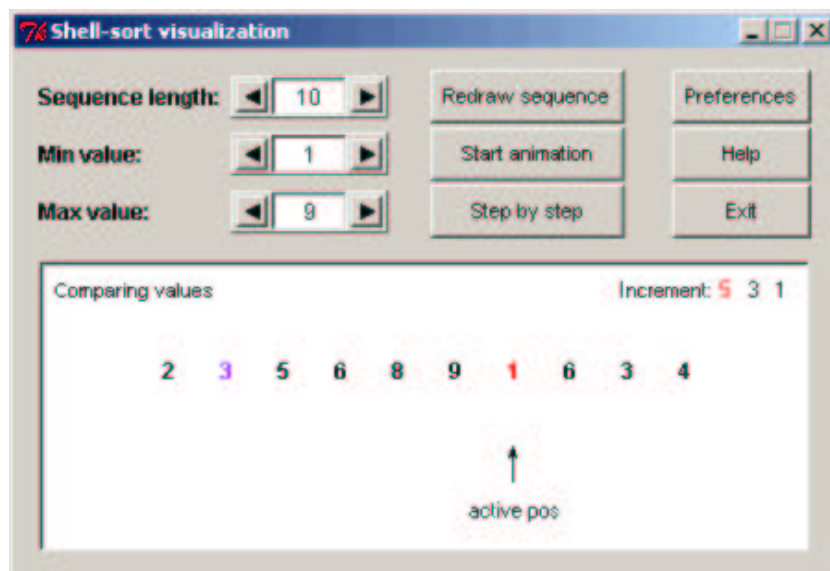 Shell-sort visualization
Sequence length: 10 Redraw sequence Preferences
Min value: 1 Start animation Help
Max value: 9 Step by step Exit
Comparing values Increment: 5 3 1
2 3 5 6 8 9 1 6 3 4
active pos